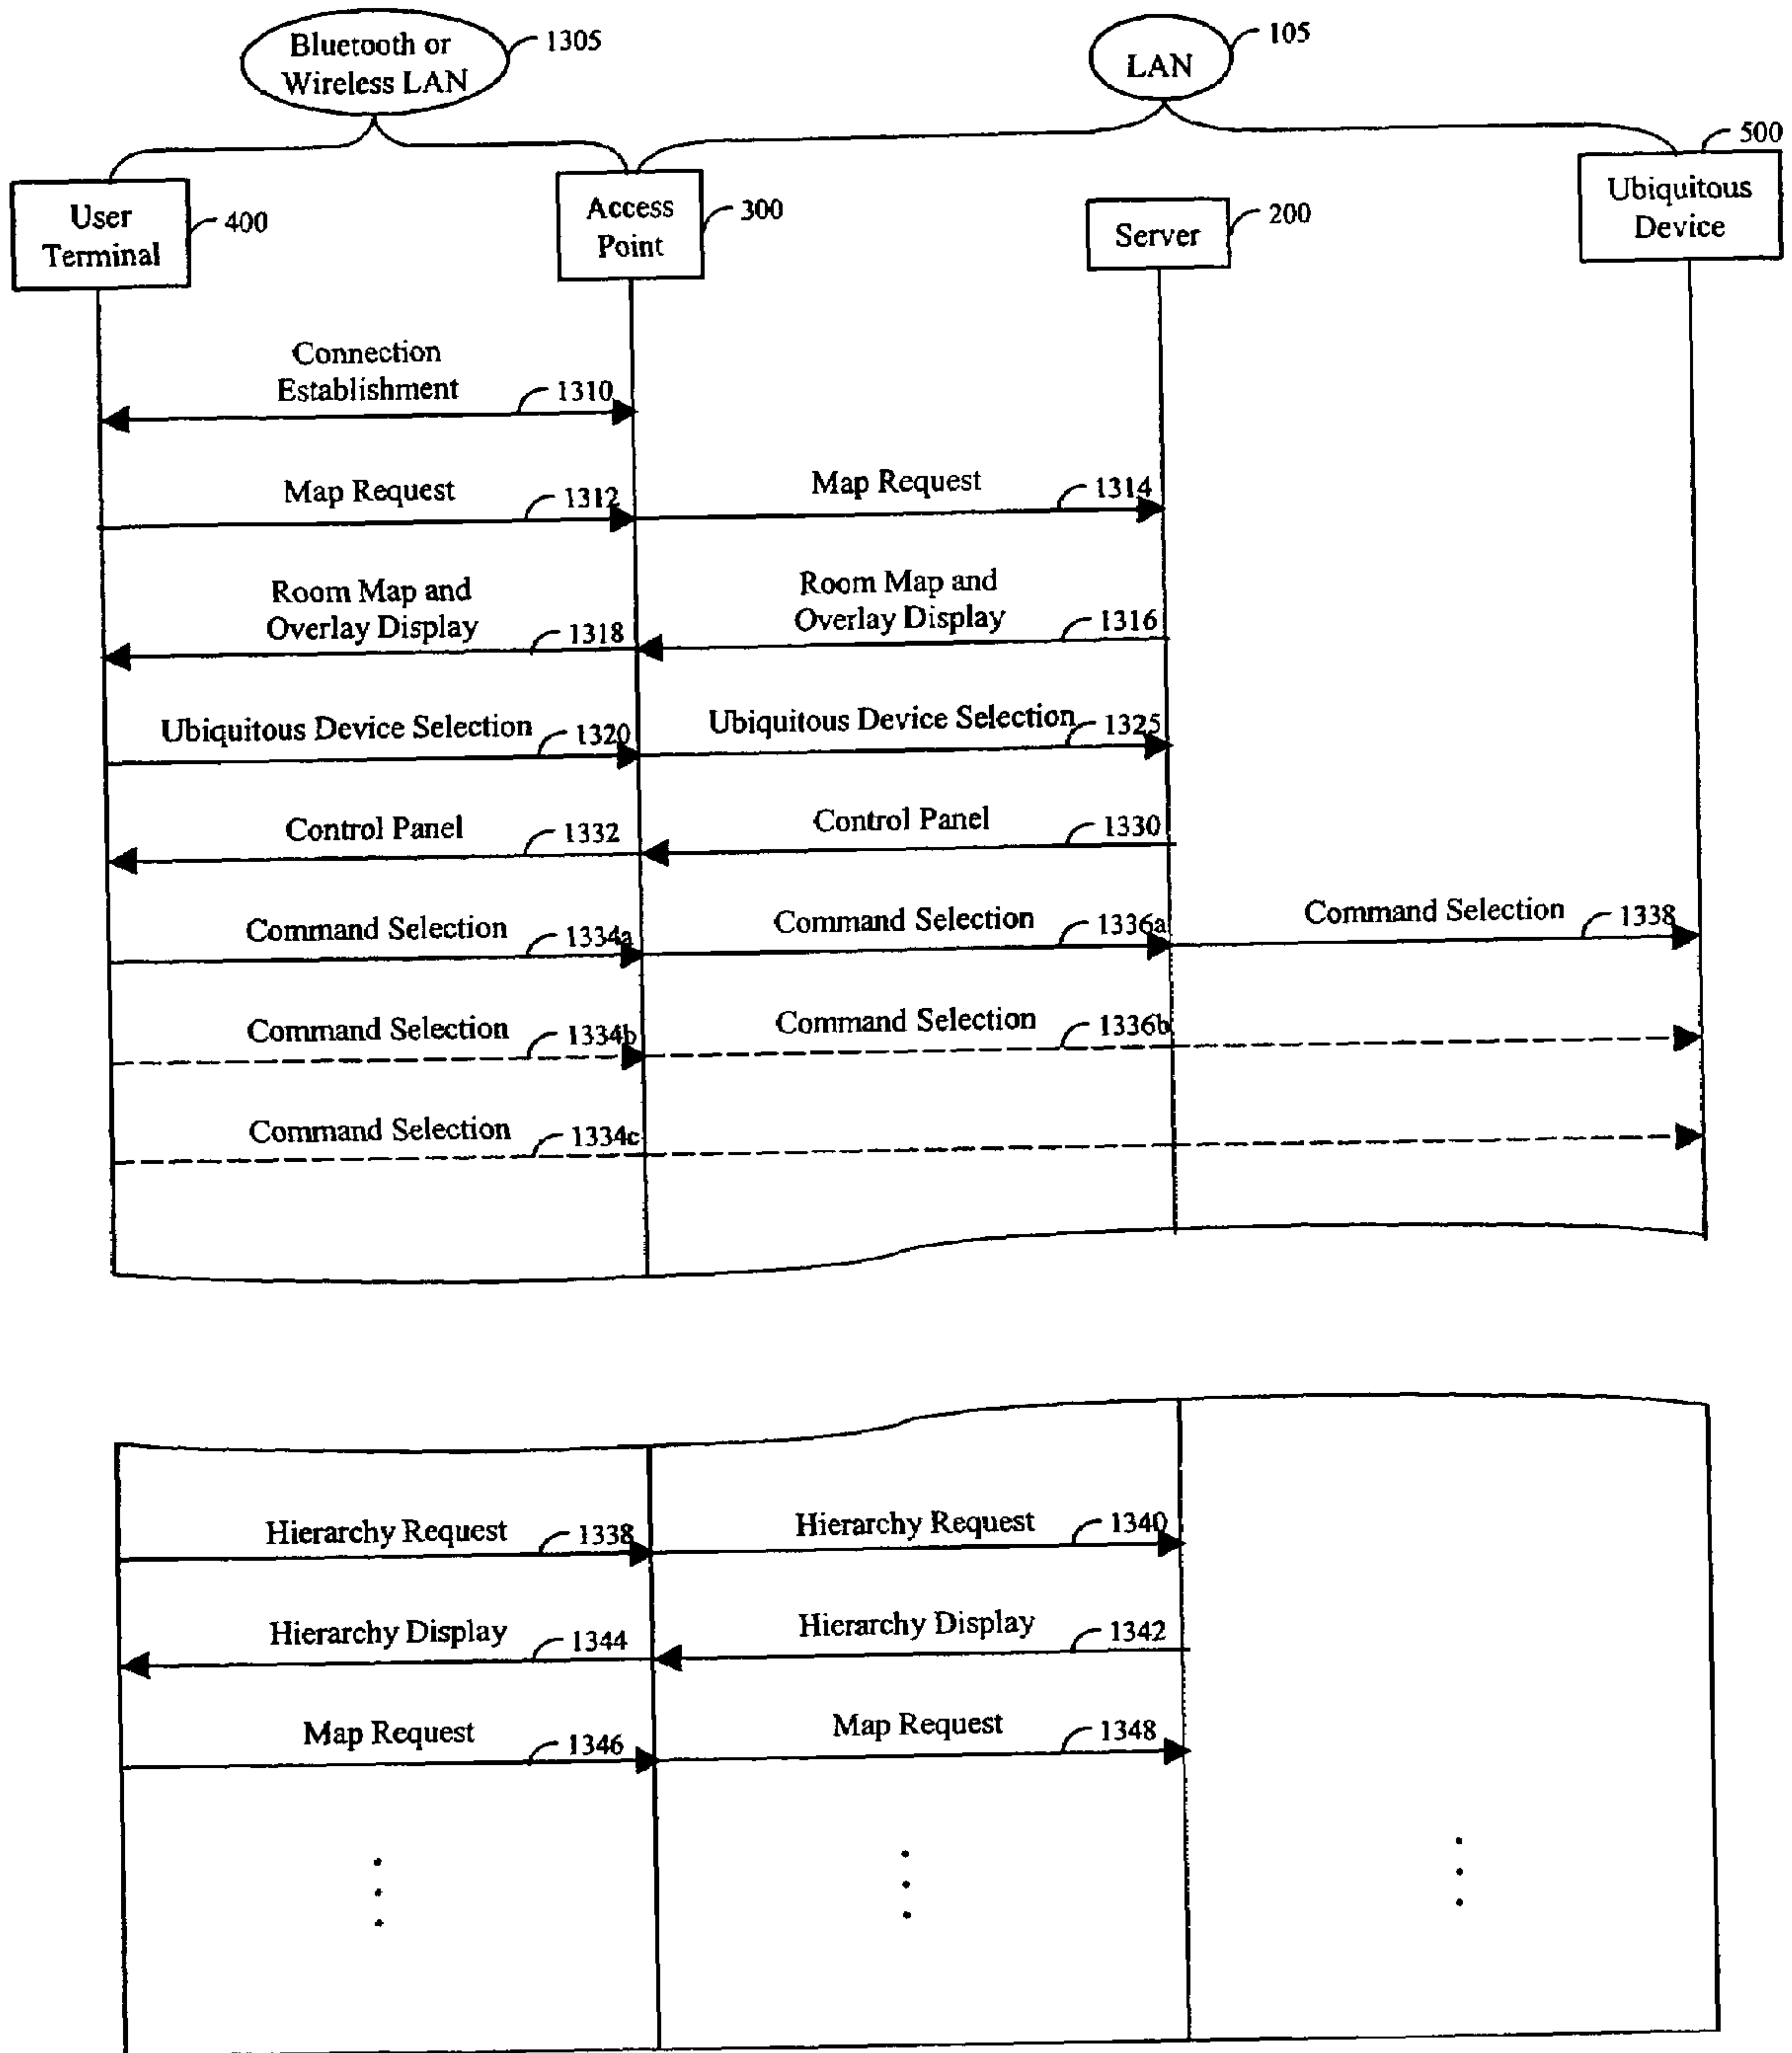 Bluetooth or
Wireless LAN
1305
LAN
105
User
Terminal
400
Access
Point
300
Server
200
Ubiquitous
Device
500
Connection
Establishment
1310
Map Request
1312
Map Request
1314
Room Map and
Overlay Display
1318
Room Map and
Overlay Display
1316
Ubiquitous Device Selection
1320
Ubiquitous Device Selection
1325
Control Panel
1332
Control Panel
1330
Command Selection
1334a
Command Selection
1336a
Command Selection
1338
Command Selection
1334b
Command Selection
1336b
Command Selection
1334c
Hierarchy Request
1338
Hierarchy Request
1340
Hierarchy Display
1344
Hierarchy Display
1342
Map Request
1346
Map Request
1348